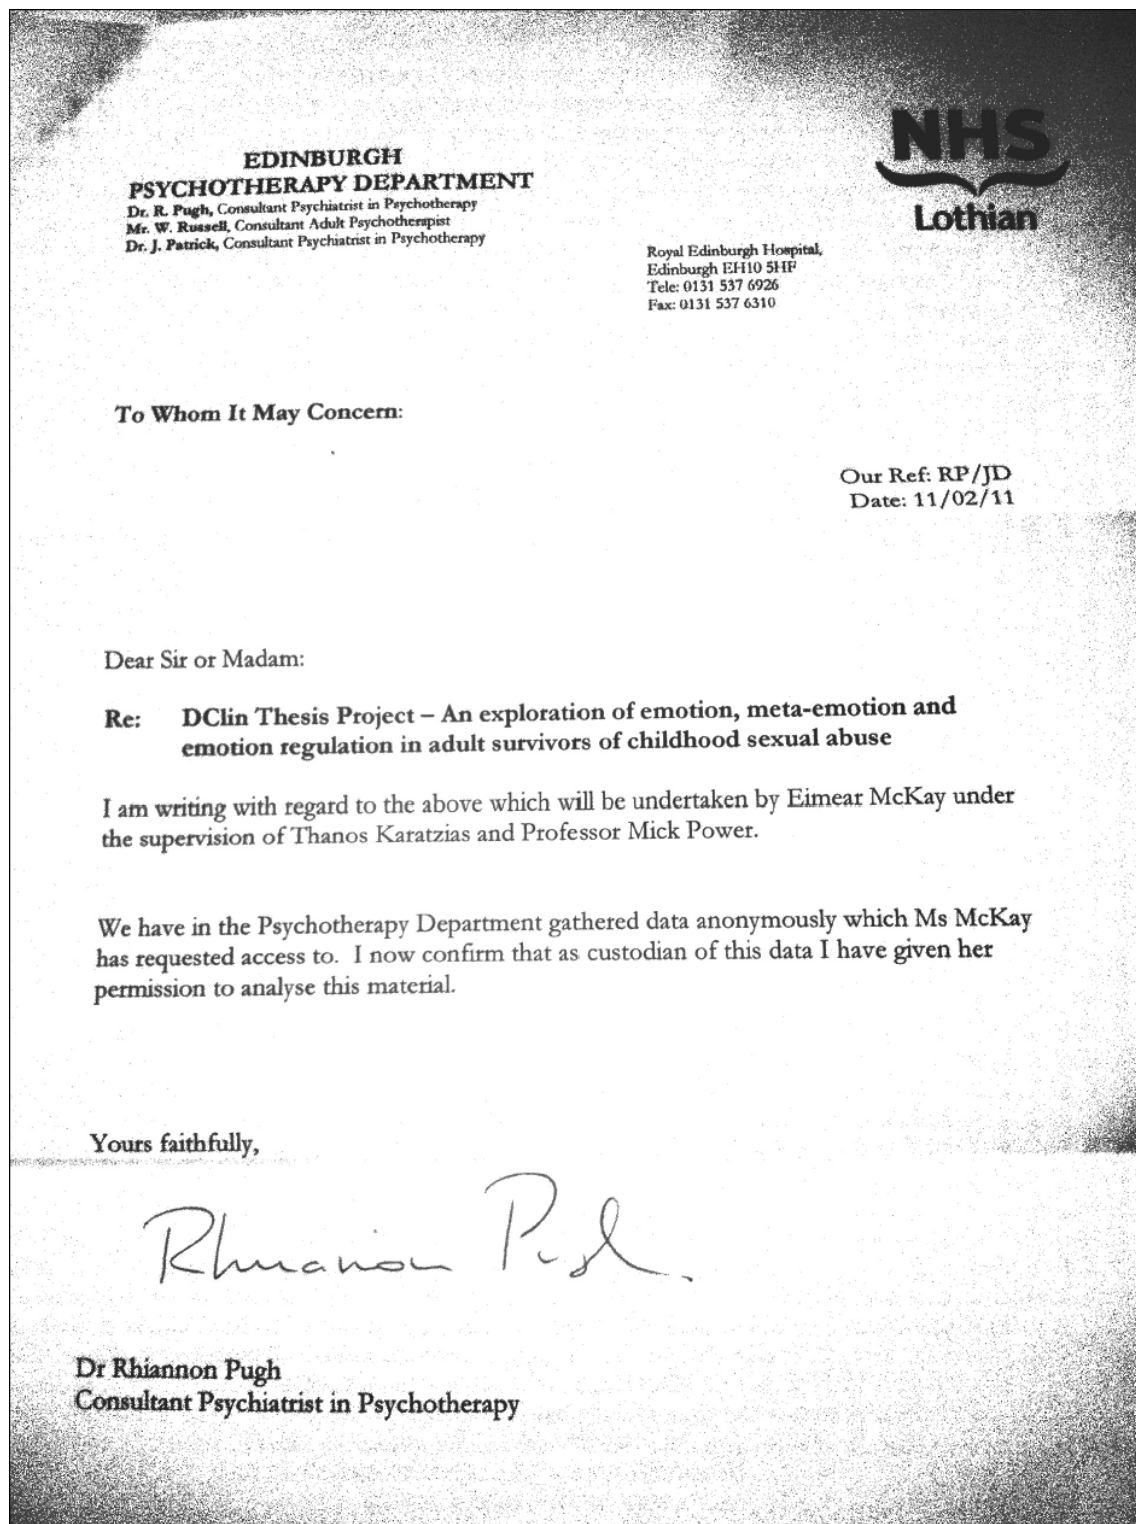 EDINBURGH
PSYCHOTHERAPY DEPARTMENT
Dr. R. Pugh, Consultant Psychiatrist in Psychotherapy
Mr. W. Russell, Consultant Adult Psychotherapist
Dr. J. Patrick, Consultant Psychiatrist in Psychotherapy
NHS
Lothian
Royal Edinburgh Hospital,
Edinburgh EH10 5HF
Tele: 0131 537 6926
Fax: 0131 537 6310
To Whom It May Concern:
Our Ref: RP/JD
Date: 11/02/11
Dear Sir or Madam:
Re: DClin Thesis Project – An exploration of emotion, meta-emotion and
emotion regulation in adult survivors of childhood sexual abuse
I am writing with regard to the above which will be undertaken by Eimear McKay under
the supervision of Thanos Karatzias and Professor Mick Power.
We have in the Psychotherapy Department gathered data anonymously which Ms McKay
has requested access to. I now confirm that as custodian of this data I have given her
permission to analyse this material.
Yours faithfully,
Rhiannon Pugh.
Dr Rhiannon Pugh
Consultant Psychiatrist in Psychotherapy